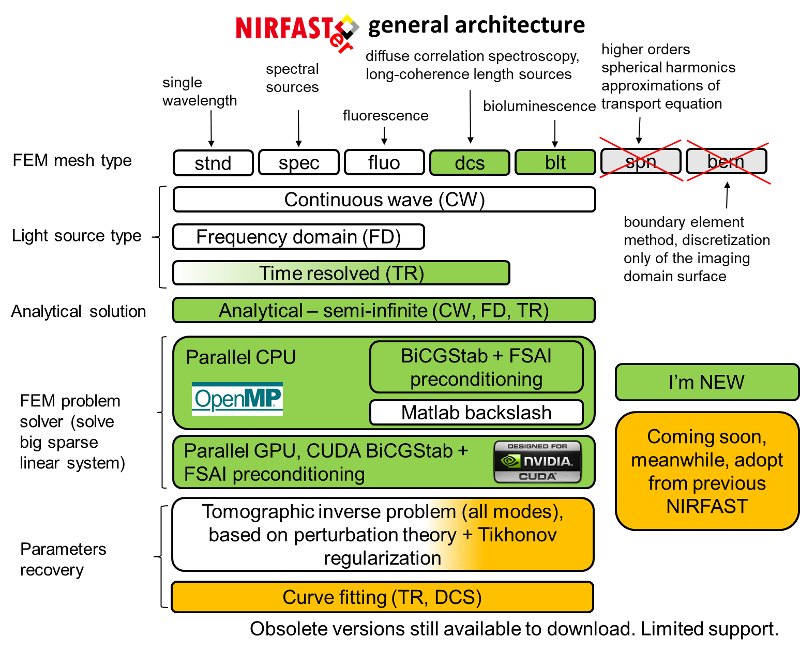 NIRFASTer general architecture
diffuse correlation spectroscopy,
long-coherence length sources
higher orders
spherical harmonics
approximations of
transport equation
single
wavelength
spectral
sources
fluorescence
bioluminescence
FEM mesh type
stnd
spec
fluo
dcs
blt
spn
bem
boundary element
method, discretization
only of the imaging
domain surface
Light source type
Continuous wave (CW)
Frequency domain (FD)
Time resolved (TR)
Analytical solution
Analytical – semi-infinite (CW, FD, TR)
FEM problem
solver (solve
big sparse
linear system)
Parallel CPU
OpenMP
BiCGStab + FSAI
preconditioning
Matlab backslash
Parallel GPU, CUDA BiCGStab +
FSAI preconditioning
DESIGNED FOR
NVIDIA.
CUDA
I'm NEW
Coming soon,
meanwhile, adopt
from previous
NIRFAST
Parameters
recovery
Tomographic inverse problem (all modes),
based on perturbation theory + Tikhonov
regularization
Curve fitting (TR, DCS)
Obsolete versions still available to download. Limited support.